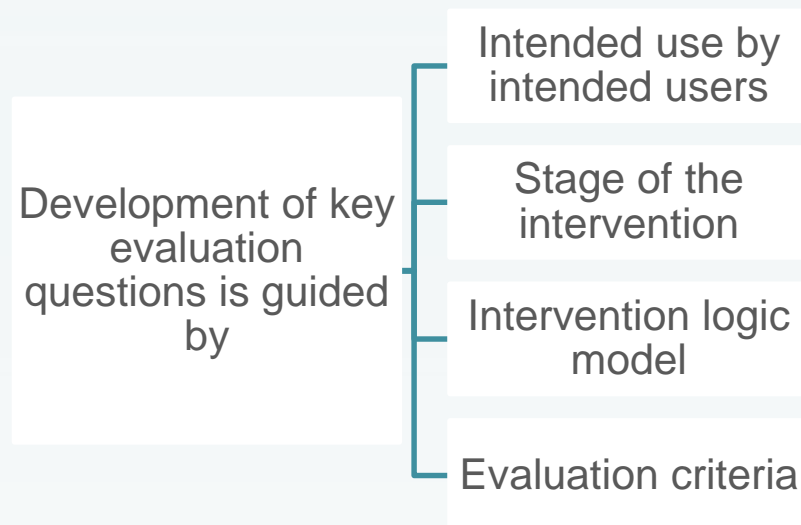 Development of key
evaluation
questions is guided
by
Intended use by
intended users
Stage of the
intervention
Intervention logic
model
Evaluation criteria